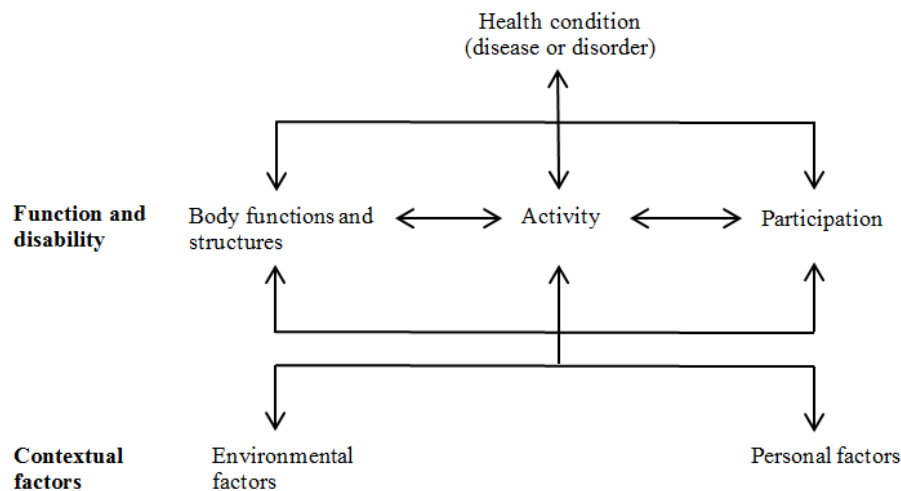 Health condition
(disease or disorder)
Function and
disability
Body functions and
structures
Activity
Participation
Contextual
factors
Environmental
factors
Personal factors